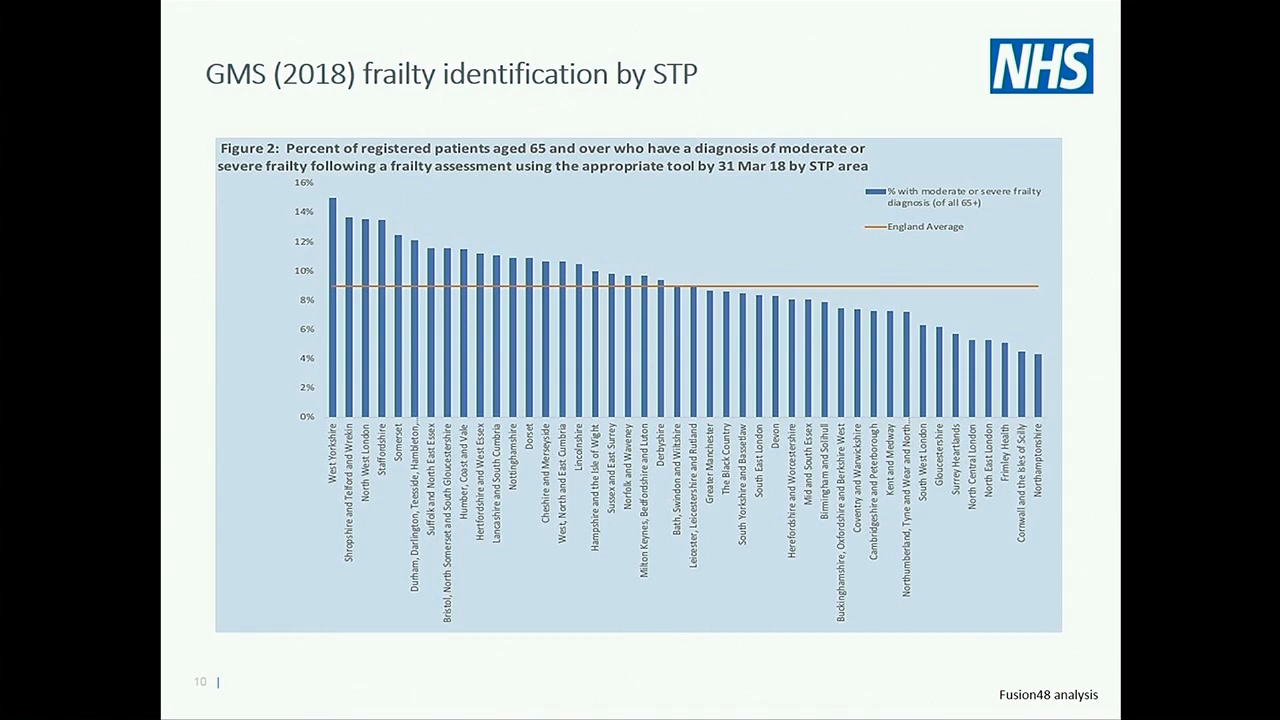 GMS (2018) frailty identification by STP
NHS
Figure 2: Percent of registered patients aged 65 and over who have a diagnosis of moderate or
severe frailty following a frailty assessment using the appropriate tool by 31 Mar 18 by STP area
16%
14%
12%
10%
8%
6%
4%
2%
0%
% with moderate or severe frailty
diagnosis (of all 65+)
England Average
West Yorkshire
Shropshire and Telford and Wrekin
North West London
Staffordshire
Somerset
Durham, Darlington, Teesside, Hambleton,...
Suffolk and North East Essex
Bristol, North Somerset and South Gloucestershire
Humber, Coast and Vale
Hertfordshire and West Essex
Lancashire and South Cumbria
Nottinghamshire
Dorset
Cheshire and Merseyside
West, North and East Cumbria
Lincolnshire
Hampshire and the Isle of Wight
Sussex and East Surrey
Norfolk and Waveney
Milton Keynes, Bedfordshire and Luton
Derbyshire
Bath, Swindon and Wiltshire
Leicester, Leicestershire and Rutland
Greater Manchester
The Black Country
South Yorkshire and Bassetlaw
South East London
Devon
Herefordshire and Worcestershire
Mid and South Essex
Birmingham and Solihull
Buckinghamshire, Oxfordshire and Berkshire West
Coventry and Warwickshire
Cambridgeshire and Peterborough
Kent and Medway
Northumberland, Tyne and Wear and North...
South West London
Gloucestershire
Surrey Heartlands
North Central London
North East London
Frimley Health
Cornwall and the Isles of Scilly
Northamptonshire
10 |
Fusion48 analysis